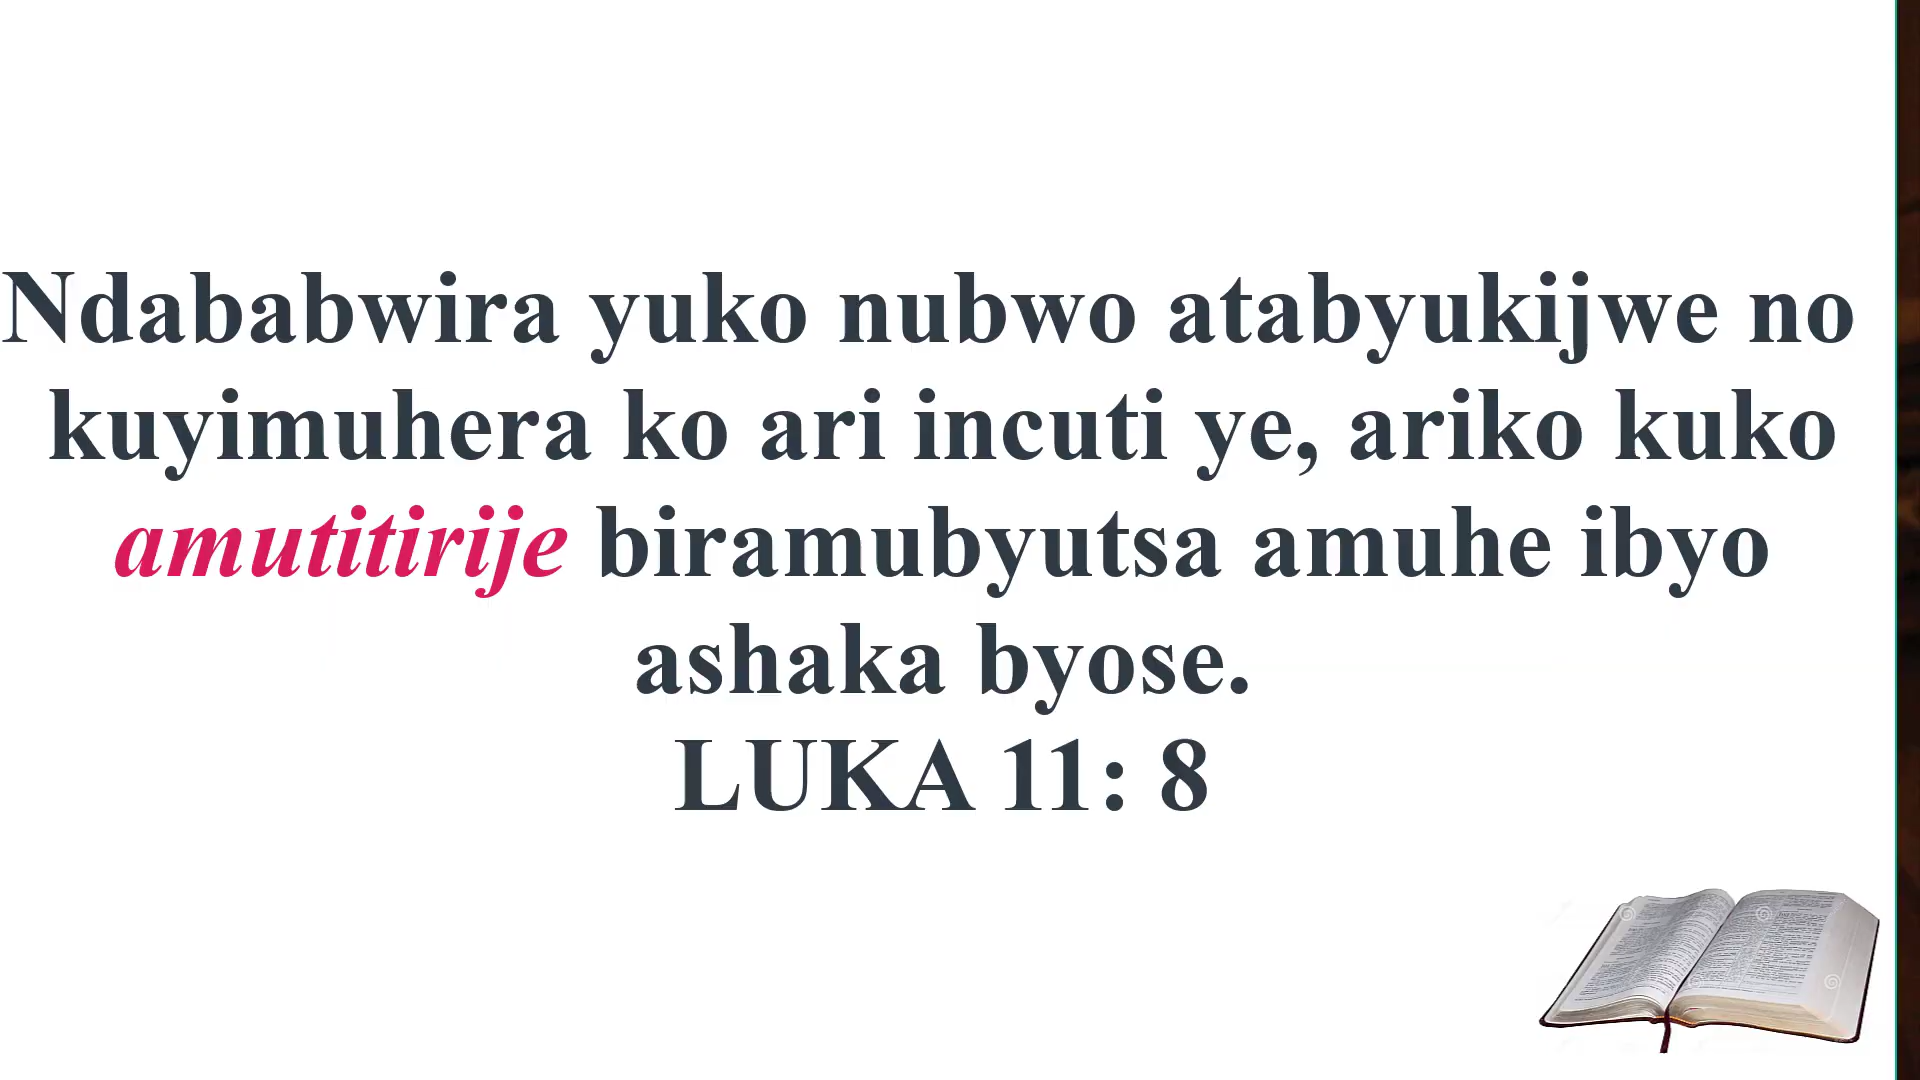 Ndababwira yuko nubwo atabyukijwe no
kuyimuhera ko ari incuti ye, ariko kuko
amutitirije biramubyutsa amuhe ibyo
ashaka byose.
LUKA 11: 8